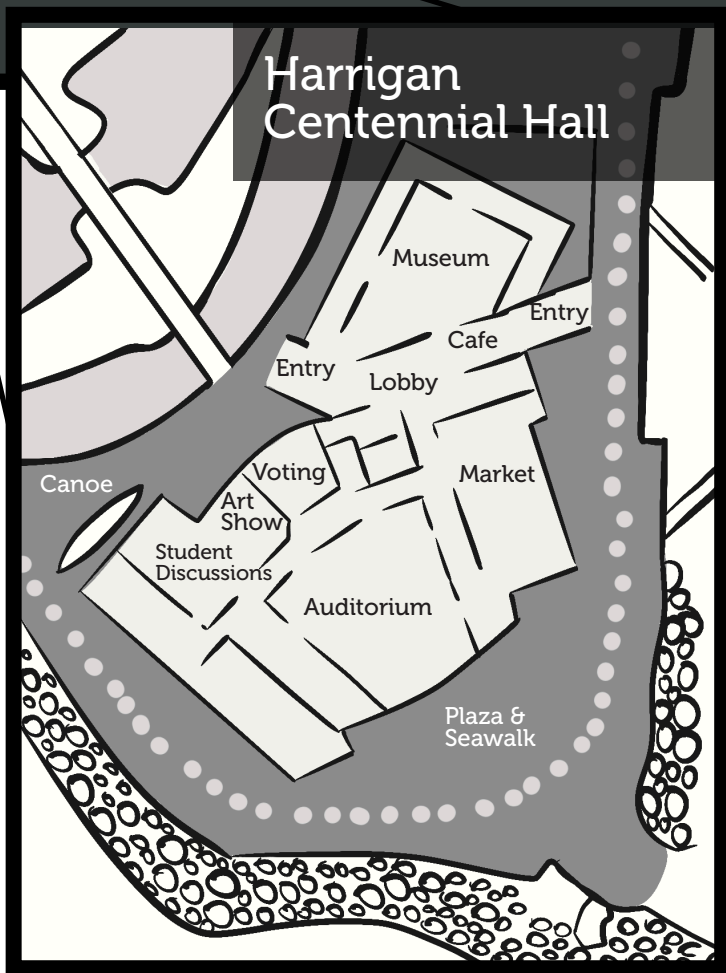 Harrigan
Centennial Hall
Museum
Entry
Cafe
Entry
Lobby
Voting
Market
Canoe
Art
Show
Student
Discussions
Auditorium
Plaza &
Seawalk